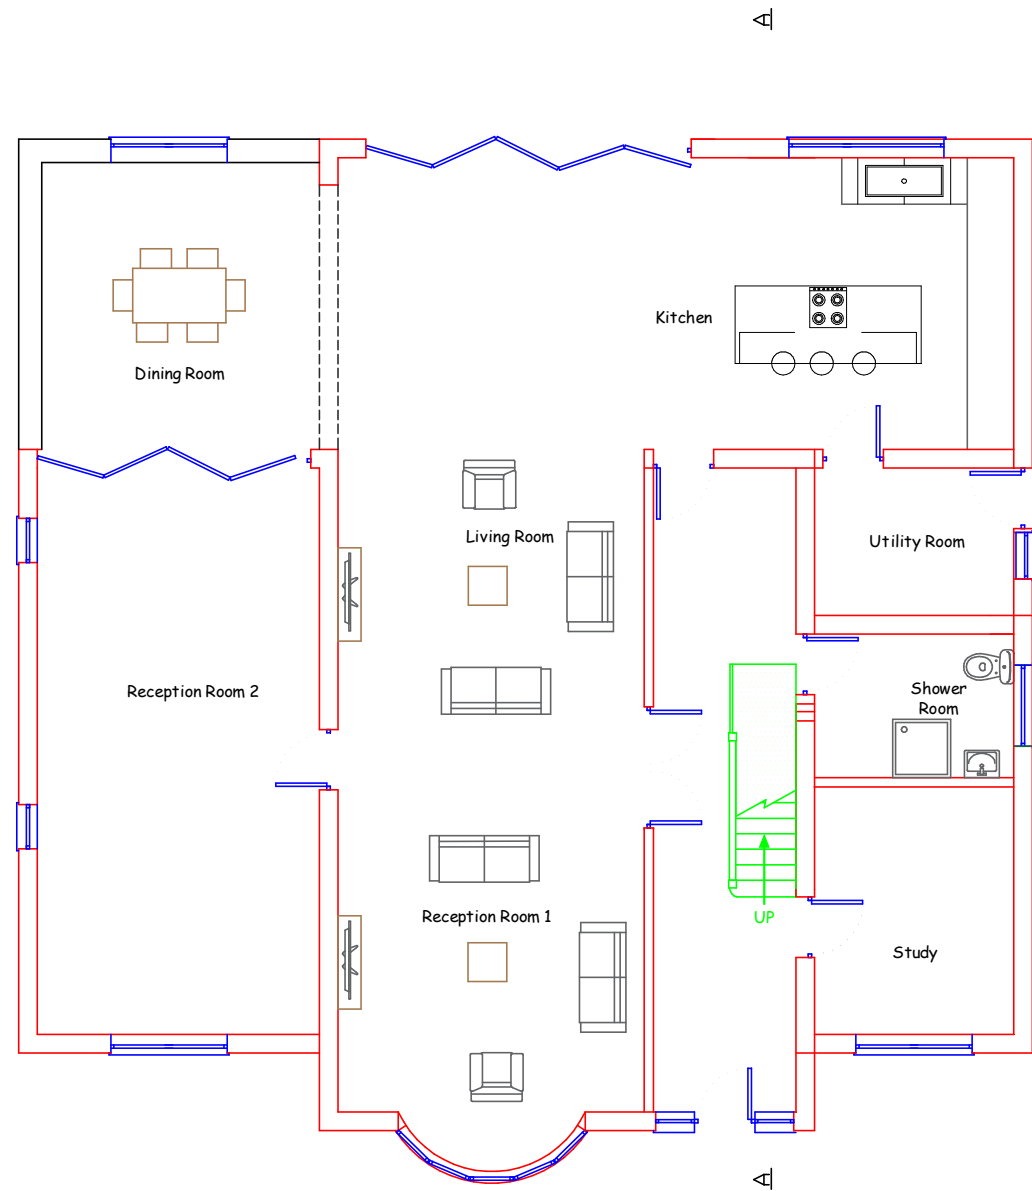 A
Kitchen
Dining Room
Living Room
Utility Room
Reception Room 2
Shower
Room
Reception Room 1
UP
Study
A